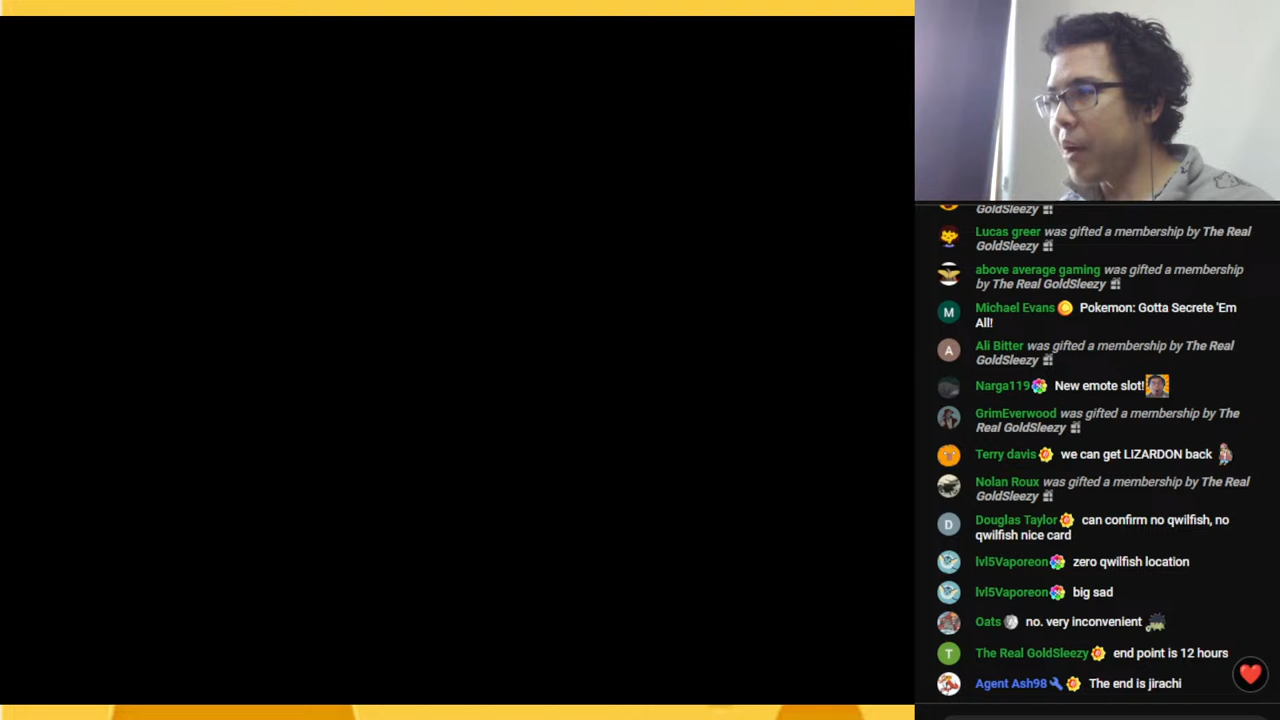 GoldSleezy
Lucas greer was gifted a membership by The Real
GoldSleezy
above average gaming was gifted a membership
by The Real GoldSleezy
M
Michael Evans Pokemon: Gotta Secrete 'Em
All!
A
Ali Bitter was gifted a membership by The Real
GoldSleezy
Narga119 New emote slot!
GrimEverwood was gifted a membership by The
Real GoldSleezy
Terry davis we can get LIZARDON back
Nolan Roux was gifted a membership by The Real
GoldSleezy
D
Douglas Taylor can confirm no qwilfish, no
qwilfish nice card
lvl5Vaporeon zero qwilfish location
lvl5Vaporeon big sad
Oats no. very inconvenient
T
The Real GoldSleezy end point is 12 hours
Agent Ash98 The end is jirachi